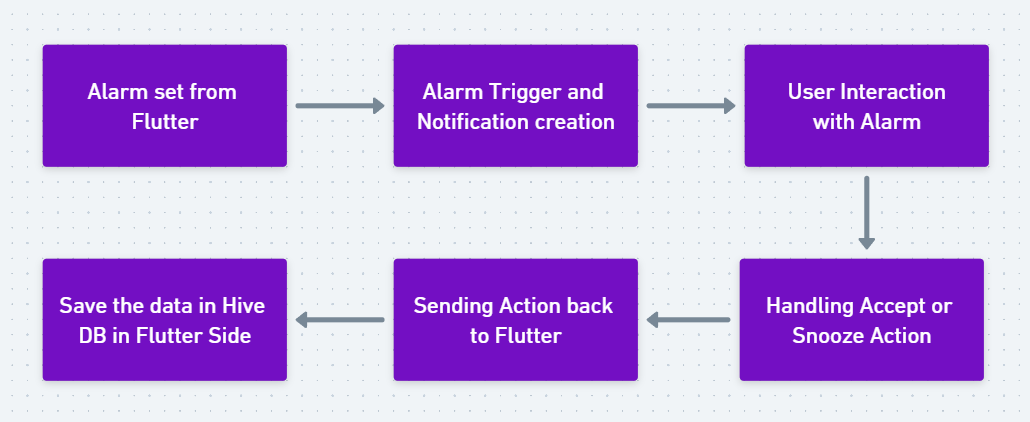 Alarm set from
Flutter
Alarm Trigger and
Notification creation
User Interaction
with Alarm
Handling Accept or
Snooze Action
Sending Action back
to Flutter
Save the data in Hive
DB in Flutter Side